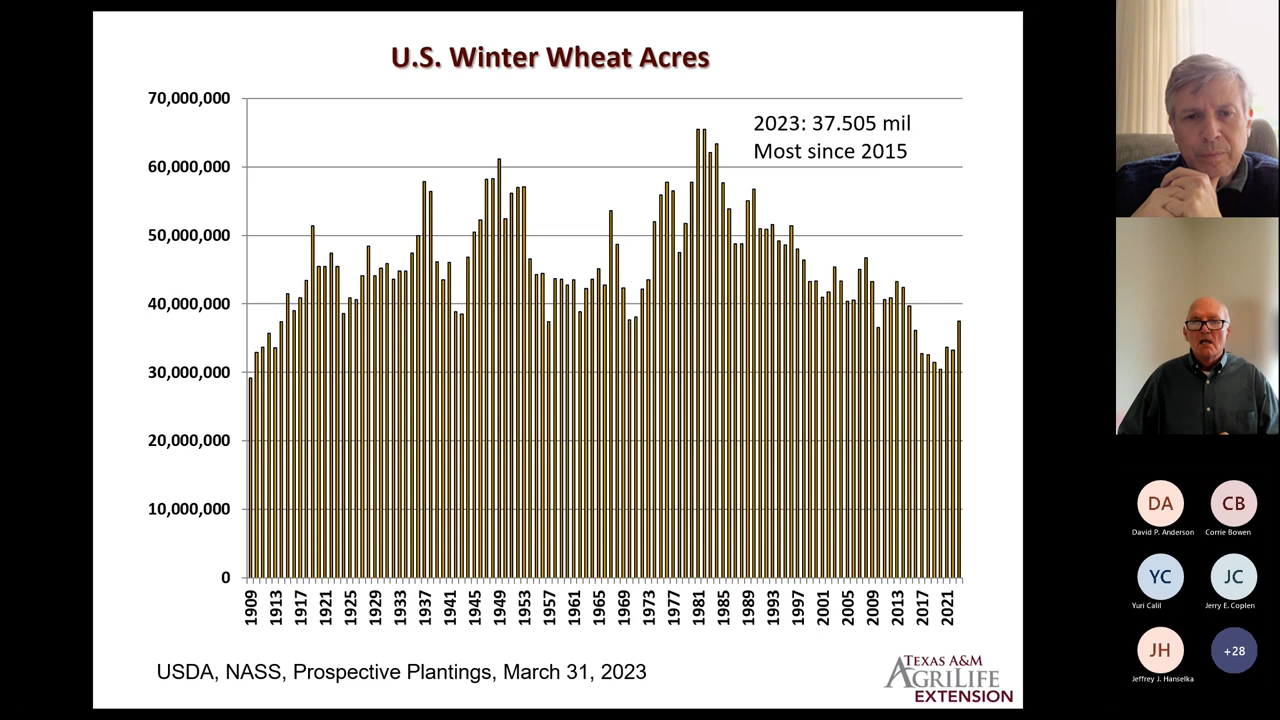 U.S. Winter Wheat Acres
70,000,000
60,000,000
50,000,000
40,000,000
30,000,000
20,000,000
10,000,000
0
2023: 37.505 mil
Most since 2015
1909
1913
1917
1921
1925
1929
1933
1937
1941
1945
1949
1953
1957
1961
1965
1969
1973
1977
1981
1985
1989
1993
1997
2001
2005
2009
2013
2017
2021
USDA, NASS, Prospective Plantings, March 31, 2023
TEXAS A&M
AGRILIFE
EXTENSION
DA
David P. Anderson
CB
Corrie Bowen
YC
Yuri Calil
JC
Jerry E. Coplen
JH
Jeffrey J. Hanselka
+28